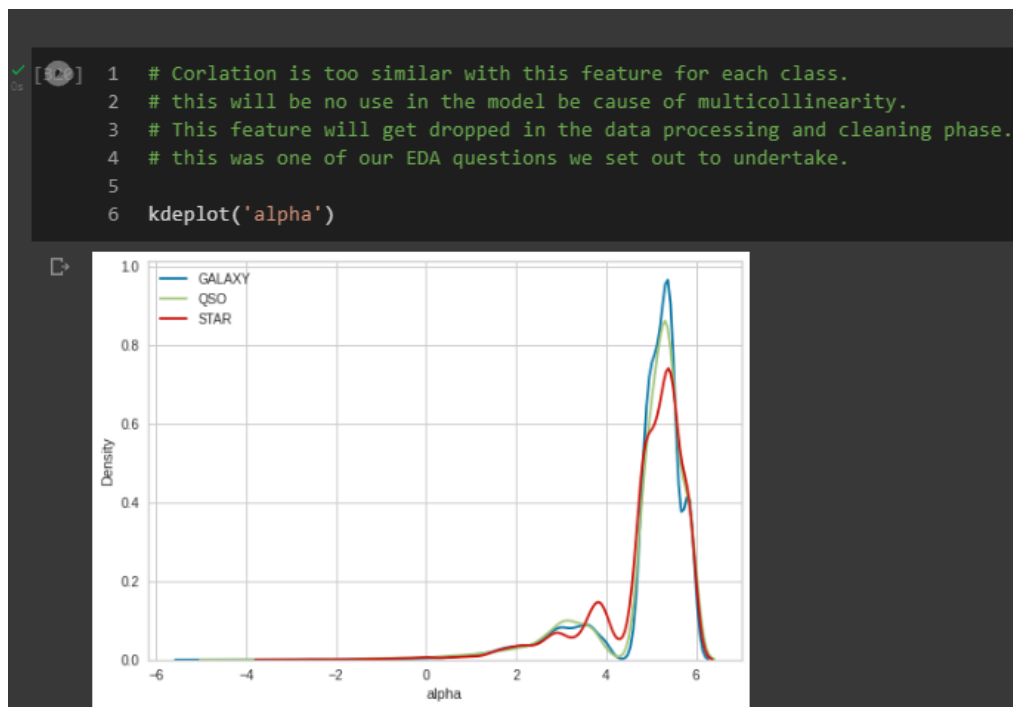 1 # Corlation is too similar with this feature for each class.
2 # this will be no use in the model be cause of multicollinearity.
3 # This feature will get dropped in the data processing and cleaning phase.
4 # this was one of our EDA questions we set out to undertake.
5
6 kdeplot('alpha')
0s
1.0
GALAXY
QSO
STAR
0.8
0.6
Density
0.4
0.2
0.0
-6 -4 -2 0 2 4 6
alpha